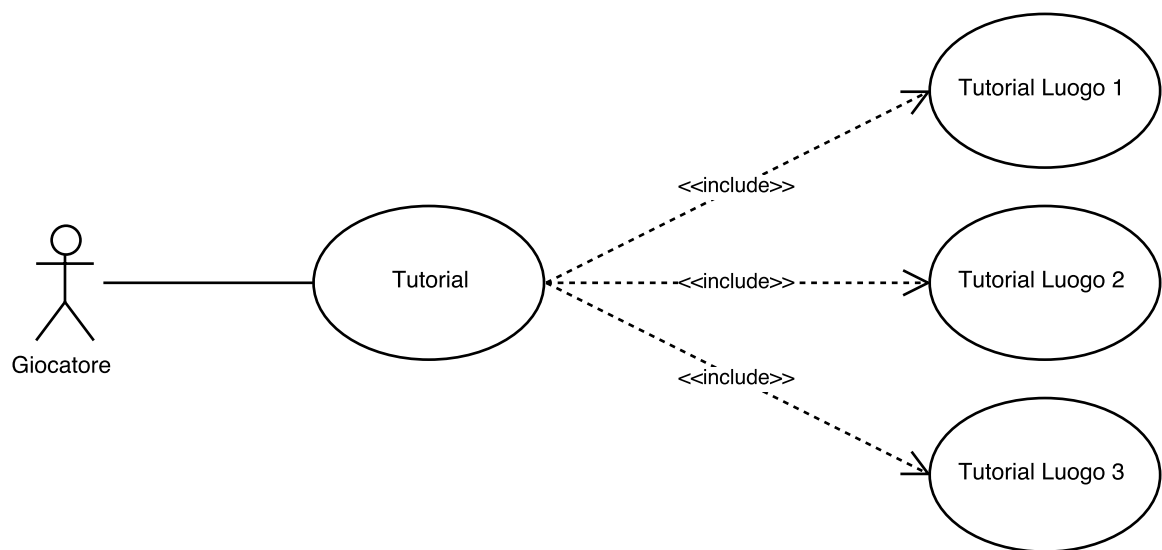 Tutorial Luogo 1
<<include>>
Tutorial
<<include>>
Tutorial Luogo 2
Giocatore
<<include>>
Tutorial Luogo 3